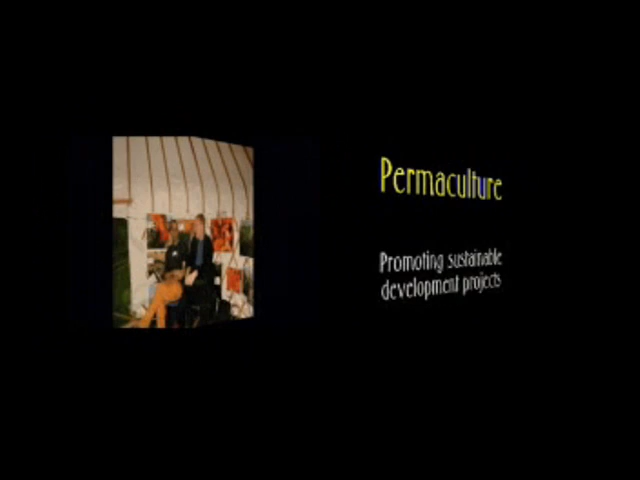 Permaculture
Promoting sustainable
development projects